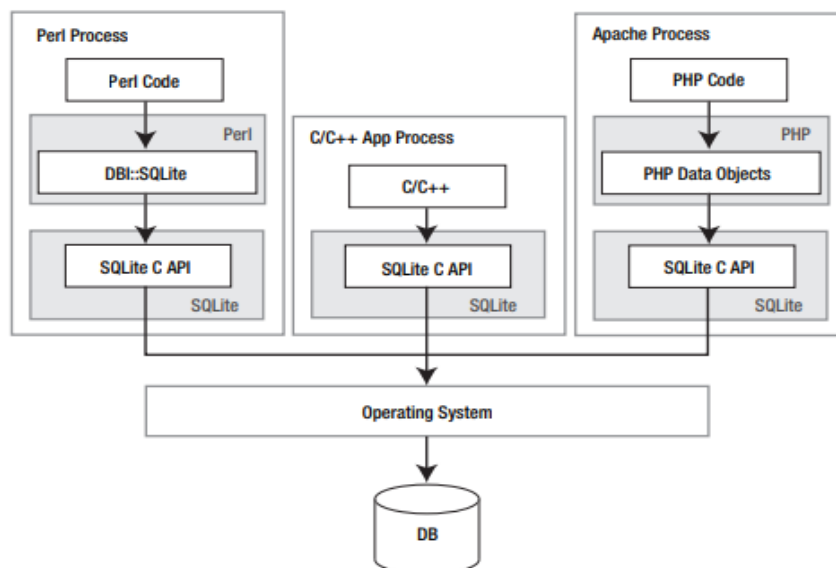 Perl Process
Perl Code
Perl
DBI::SQLite
SQLite C API
SQLite
C/C++ App Process
C/C++
SQLite C API
SQLite
Apache Process
PHP Code
PHP
PHP Data Objects
SQLite C API
SQLite
Operating System
DB